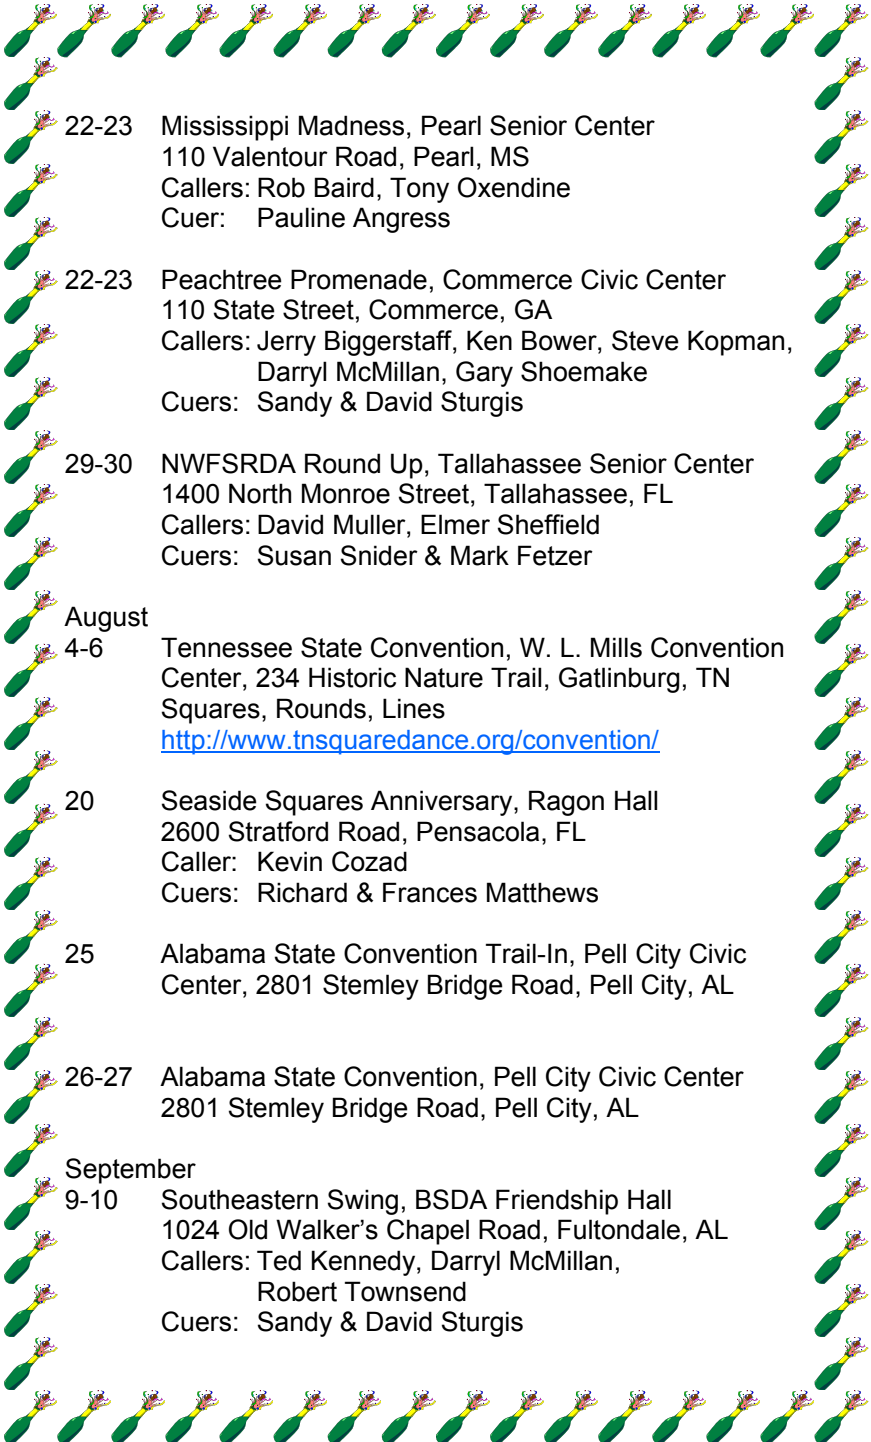 22-23 Mississippi Madness, Pearl Senior Center
110 Valentour Road, Pearl, MS
Callers: Rob Baird, Tony Oxendine
Cuer: Pauline Angress
22-23 Peachtree Promenade, Commerce Civic Center
110 State Street, Commerce, GA
Callers: Jerry Biggerstaff, Ken Bower, Steve Kopman,
Darryl McMillan, Gary Shoemake
Cuers: Sandy & David Sturgis
29-30 NWFSRDA Round Up, Tallahassee Senior Center
1400 North Monroe Street, Tallahassee, FL
Callers: David Muller, Elmer Sheffield
Cuers: Susan Snider & Mark Fetzer
August
4-6 Tennessee State Convention, W. L. Mills Convention
Center, 234 Historic Nature Trail, Gatlinburg, TN
Squares, Rounds, Lines
http://www.tnsquaredance.org/convention/
20 Seaside Squares Anniversary, Ragon Hall
2600 Stratford Road, Pensacola, FL
Caller: Kevin Cozad
Cuers: Richard & Frances Matthews
25 Alabama State Convention Trail-In, Pell City Civic
Center, 2801 Stemley Bridge Road, Pell City, AL
26-27 Alabama State Convention, Pell City Civic Center
2801 Stemley Bridge Road, Pell City, AL
September
9-10 Southeastern Swing, BSDA Friendship Hall
1024 Old Walker’s Chapel Road, Fultondale, AL
Callers: Ted Kennedy, Darryl McMillan,
Robert Townsend
Cuers: Sandy & David Sturgis